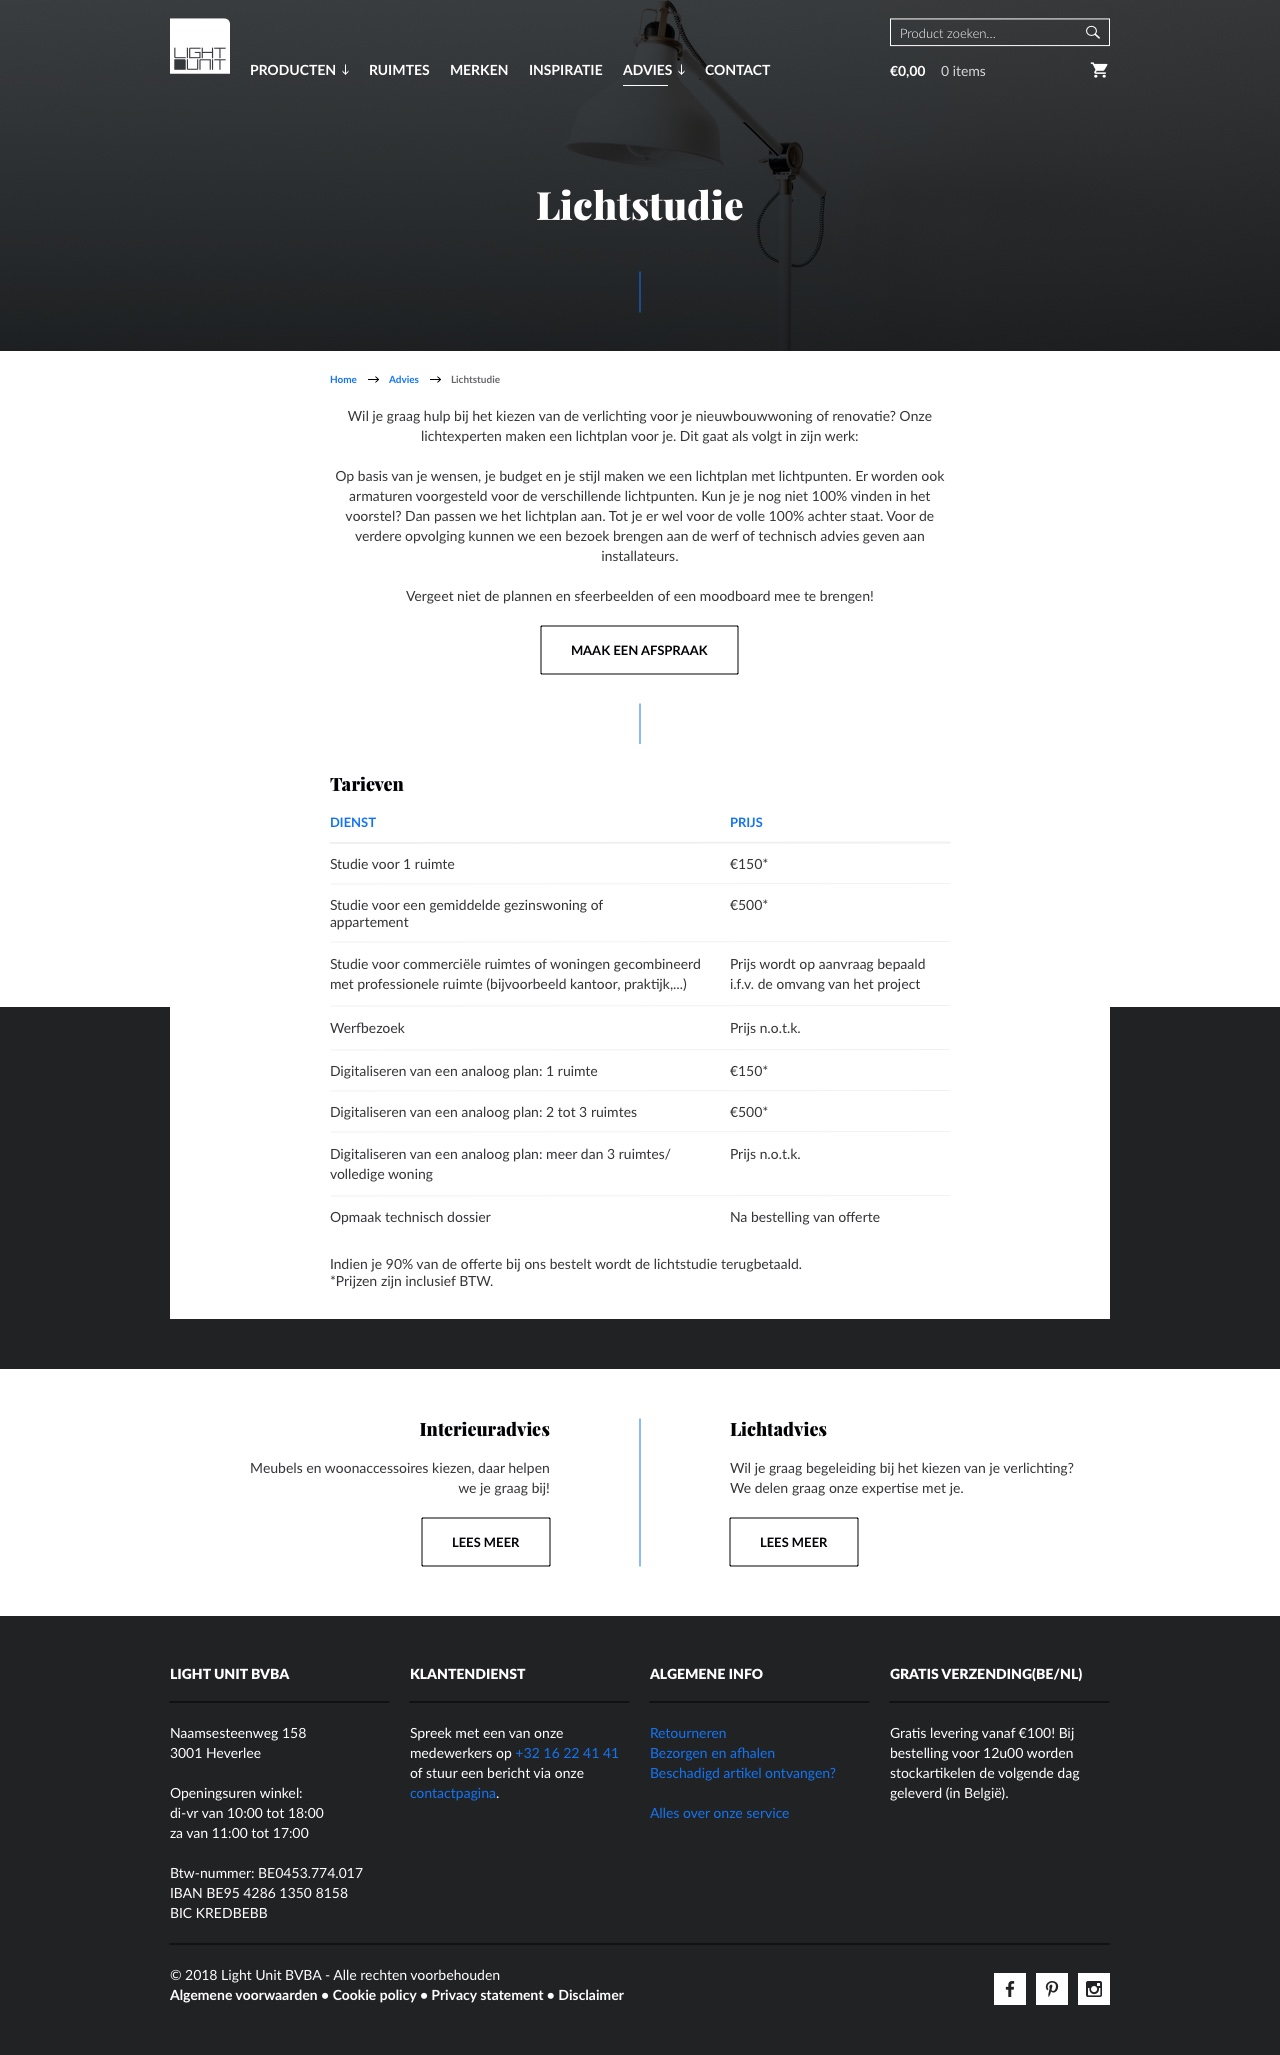 LIGHT
UNIT
PRODUCTEN ↓ RUIMTES MERKEN INSPIRATIE ADVIES ↓ CONTACT
Product zoeken...
€0,00 0 items
Lichtstudie
Home → Advies → Lichtstudie
Wil je graag hulp bij het kiezen van de verlichting voor je nieuwbouwwoning of renovatie? Onze
lichtexperten maken een lichtplan voor je. Dit gaat als volgt in zijn werk:
Op basis van je wensen, je budget en je stijl maken we een lichtplan met lichtpunten. Er worden ook
armaturen voorgesteld voor de verschillende lichtpunten. Kun je je nog niet 100% vinden in het
voorstel? Dan passen we het lichtplan aan. Tot je er wel voor de volle 100% achter staat. Voor de
verdere opvolging kunnen we een bezoek brengen aan de werf of technisch advies geven aan
installateurs.
Vergeet niet de plannen en sfeerbeelden of een moodboard mee te brengen!
MAAK EEN AFSPRAAK
Tarieven
DIENST PRIJS
Studie voor 1 ruimte €150*
Studie voor een gemiddelde gezinswoning of €500*
appartement
Studie voor commerciële ruimtes of woningen gecombineerd Prijs wordt op aanvraag bepaald
met professionele ruimte (bijvoorbeeld kantoor, praktijk,...) i.f.v. de omvang van het project
Werfbezoek Prijs n.o.t.k.
Digitaliseren van een analoog plan: 1 ruimte €150*
Digitaliseren van een analoog plan: 2 tot 3 ruimtes €500*
Digitaliseren van een analoog plan: meer dan 3 ruimtes/ Prijs n.o.t.k.
volledige woning
Opmaak technisch dossier Na bestelling van offerte
Indien je 90% van de offerte bij ons bestelt wordt de lichtstudie terugbetaald.
*Prijzen zijn inclusief BTW.
Interieuradvies
Meubels en woonaccessoires kiezen, daar helpen
we je graag bij!
LEES MEER
Lichtadvies
Wil je graag begeleiding bij het kiezen van je verlichting?
We delen graag onze expertise met je.
LEES MEER
LIGHT UNIT BVBA
Naamsesteenweg 158
3001 Heverlee
Openingsuren winkel:
di-vr van 10:00 tot 18:00
za van 11:00 tot 17:00
Btw-nummer: BE0453.774.017
IBAN BE95 4286 1350 8158
BIC KREDBEBB
KLANTENDIENST
Spreek met een van onze
medewerkers op +32 16 22 41 41
of stuur een bericht via onze
contactpagina.
ALGEMENE INFO
Retourneren
Bezorgen en afhalen
Beschadigd artikel ontvangen?
Alles over onze service
GRATIS VERZENDING(BE/NL)
Gratis levering vanaf €100! Bij
bestelling voor 12u00 worden
stockartikelen de volgende dag
geleverd (in België).
© 2018 Light Unit BVBA - Alle rechten voorbehouden
Algemene voorwaarden ● Cookie policy ● Privacy statement ● Disclaimer